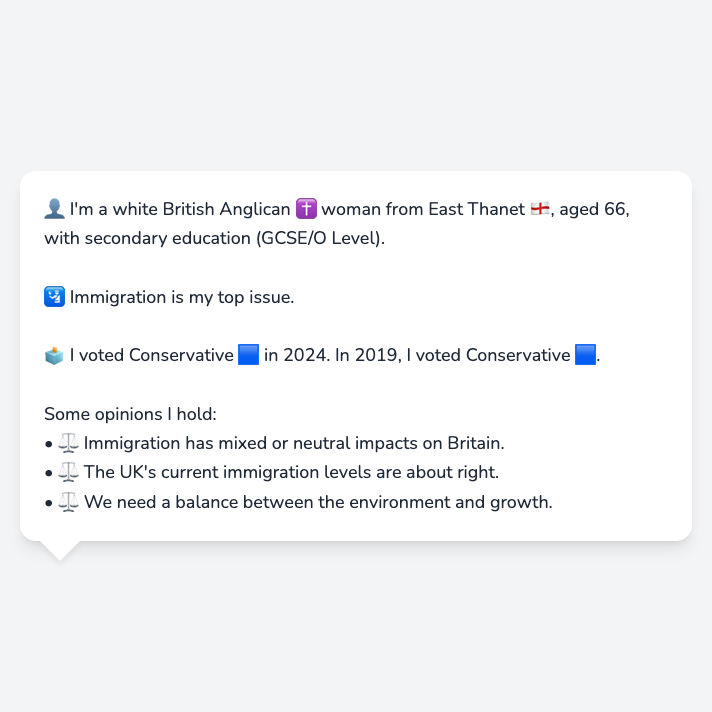 👤 I'm a white British Anglican ✝️ woman from East Thanet 🏴󠁧󠁢󠁥󠁮󠁧󠁿, aged 66,
with secondary education (GCSE/O Level).
🛂 Immigration is my top issue.
🗳️ I voted Conservative 🟦 in 2024. In 2019, I voted Conservative 🟦.
Some opinions I hold:
• ⚖️ Immigration has mixed or neutral impacts on Britain.
• ⚖️ The UK's current immigration levels are about right.
• ⚖️ We need a balance between the environment and growth.